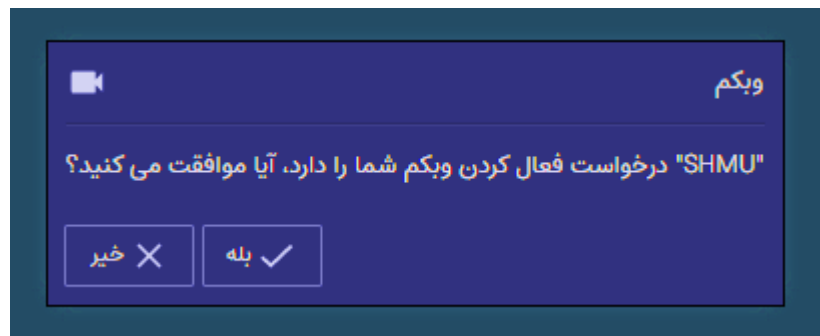 وبکم
"SHMU" درخواست فعال کردن وبکم شما را دارد، آیا موافقت می کنید؟
بله
خیر